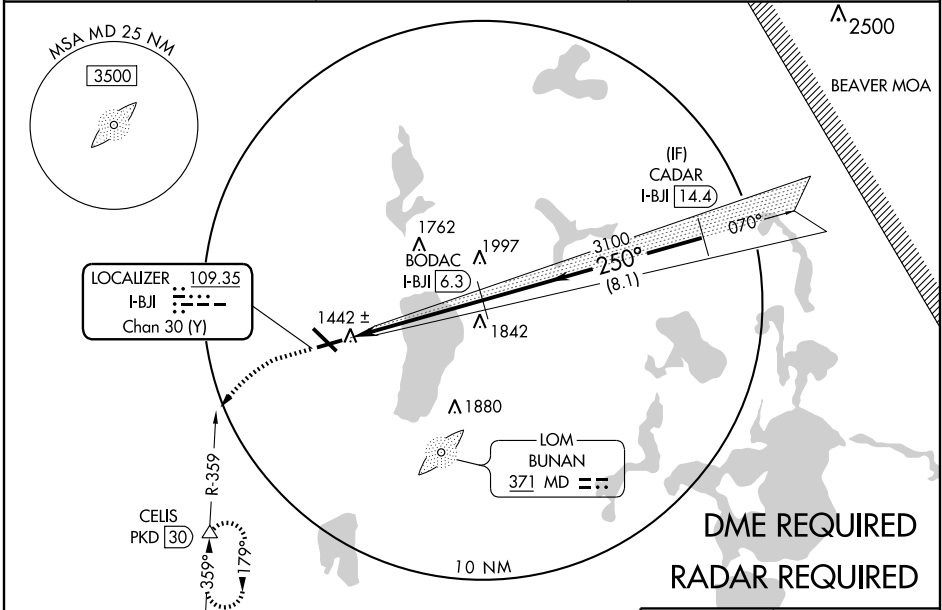 MSA MD 25 NM
3500
2500
BEAVER MOA
(IF)
CADAR
I-BJI 14.4
070°
3100
250°
(8.1)
1762
1997
BODAC
I-BJI 6.3
LOCALIZER 109.35
I-BJI
Chan 30 (Y)
1442 ±
1842
1880
LOM
BUNAN
371 MD
R-359
CELIS
PKD 30
359°
179°
10 NM
DME REQUIRED
RADAR REQUIRED